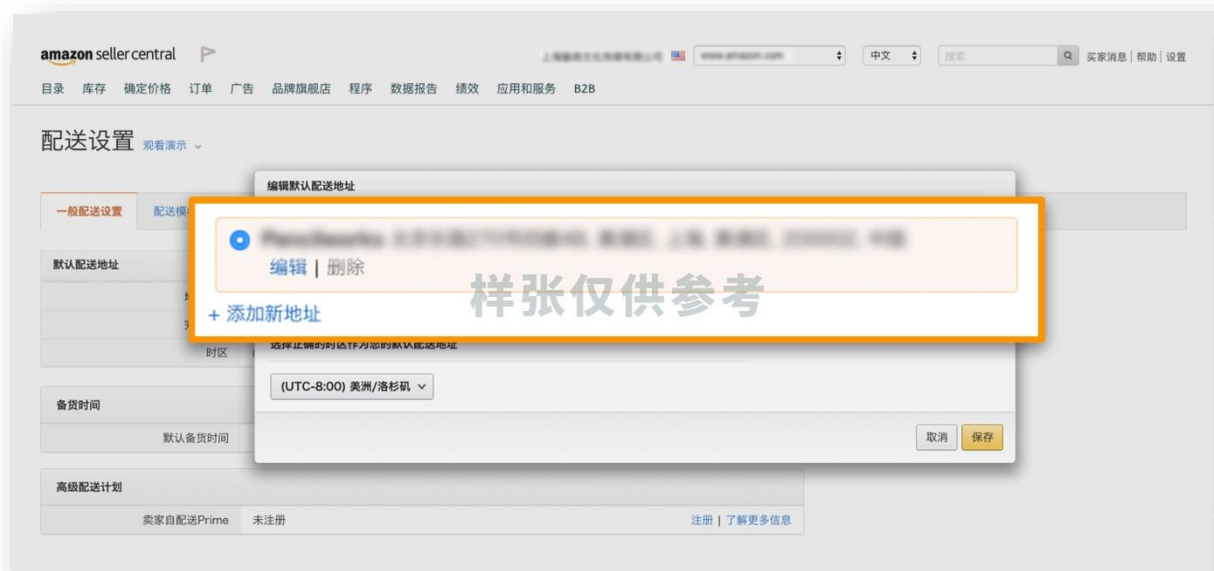 amazon seller central
www.amazon.com 中文 搜索 买家消息 | 帮助 | 设置
目录 库存 确定价格 订单 广告 品牌旗舰店 程序 数据报告 绩效 应用和服务 B2B
配送设置 观看演示
编辑默认配送地址
一般配送设置 配送模
默认配送地址
编辑 | 删除
样张仅供参考
+ 添加新地址
时区
选择正确的时区作为您的默认配送地址
(UTC-8:00) 美洲/洛杉矶
备货时间
默认备货时间
取消 保存
高级配送计划
卖家自配送Prime 未注册 注册 | 了解更多信息